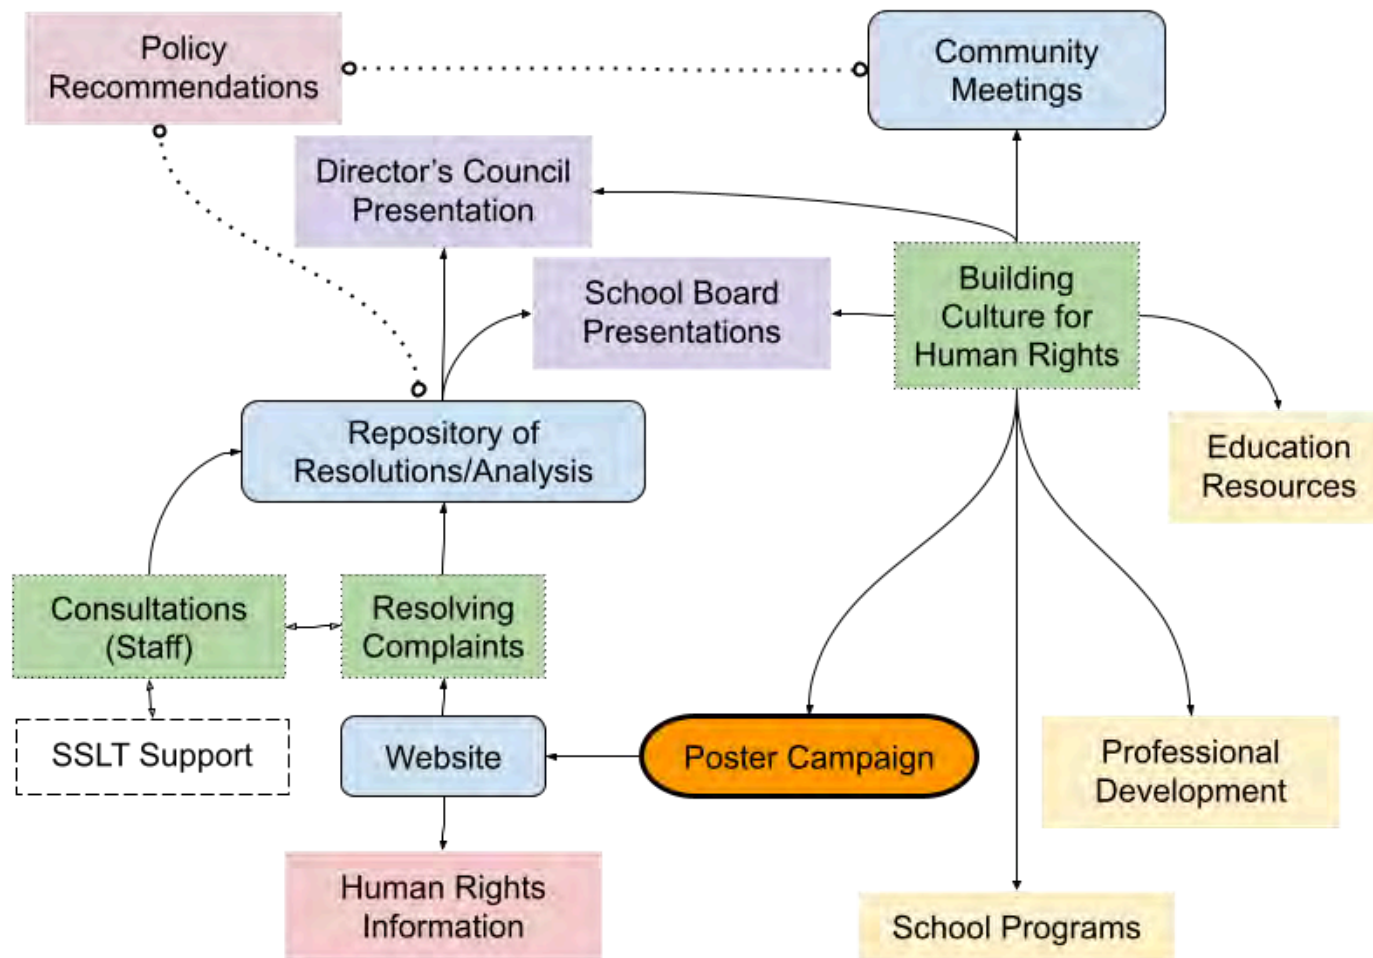 Policy
Recommendations
Community
Meetings
Director’s Council
Presentation
School Board
Presentations
Building
Culture for
Human Rights
Repository of
Resolutions/Analysis
Education
Resources
Consultations
(Staff)
Resolving
Complaints
SSLT Support
Website
Poster Campaign
Professional
Development
Human Rights
Information
School Programs